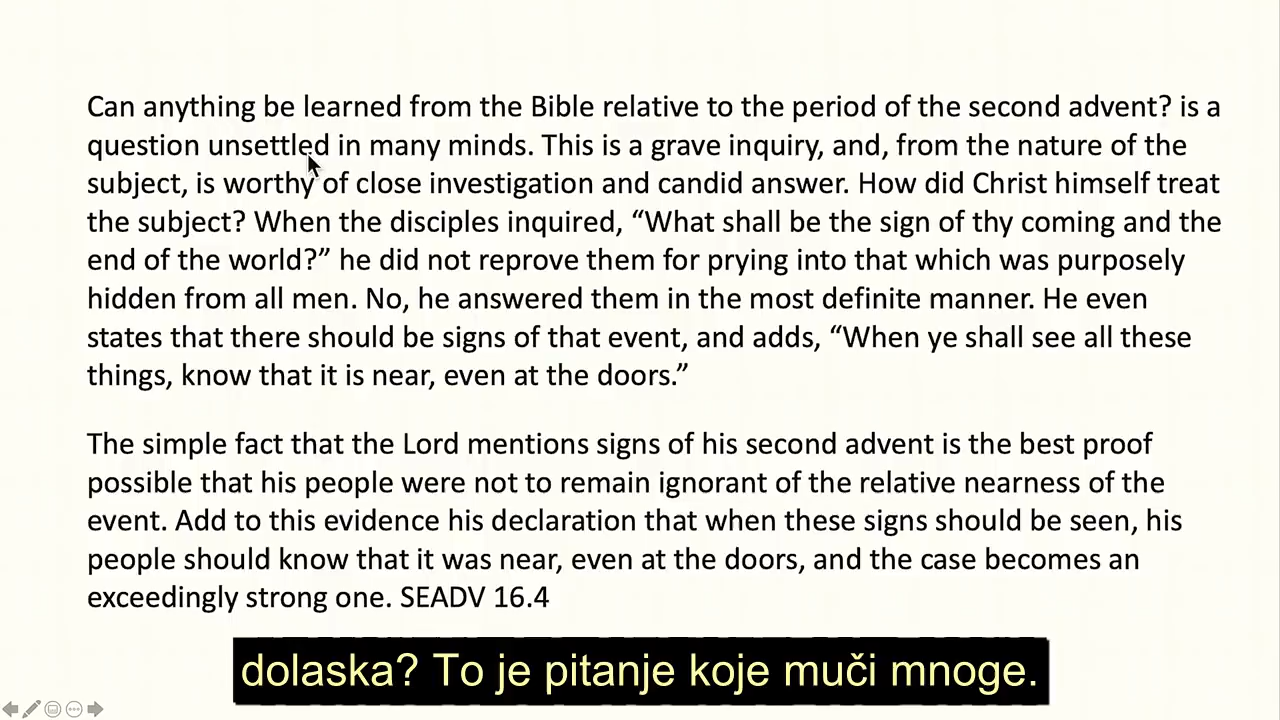 Can anything be learned from the Bible relative to the period of the second advent? is a
question unsettled in many minds. This is a grave inquiry, and, from the nature of the
subject, is worthy of close investigation and candid answer. How did Christ himself treat
the subject? When the disciples inquired, “What shall be the sign of thy coming and the
end of the world?” he did not reprove them for prying into that which was purposely
hidden from all men. No, he answered them in the most definite manner. He even
states that there should be signs of that event, and adds, “When ye shall see all these
things, know that it is near, even at the doors.”
The simple fact that the Lord mentions signs of his second advent is the best proof
possible that his people were not to remain ignorant of the relative nearness of the
event. Add to this evidence his declaration that when these signs should be seen, his
people should know that it was near, even at the doors, and the case becomes an
exceedingly strong one. SEADV 16.4
dolaska? To je pitanje koje muči mnoge.